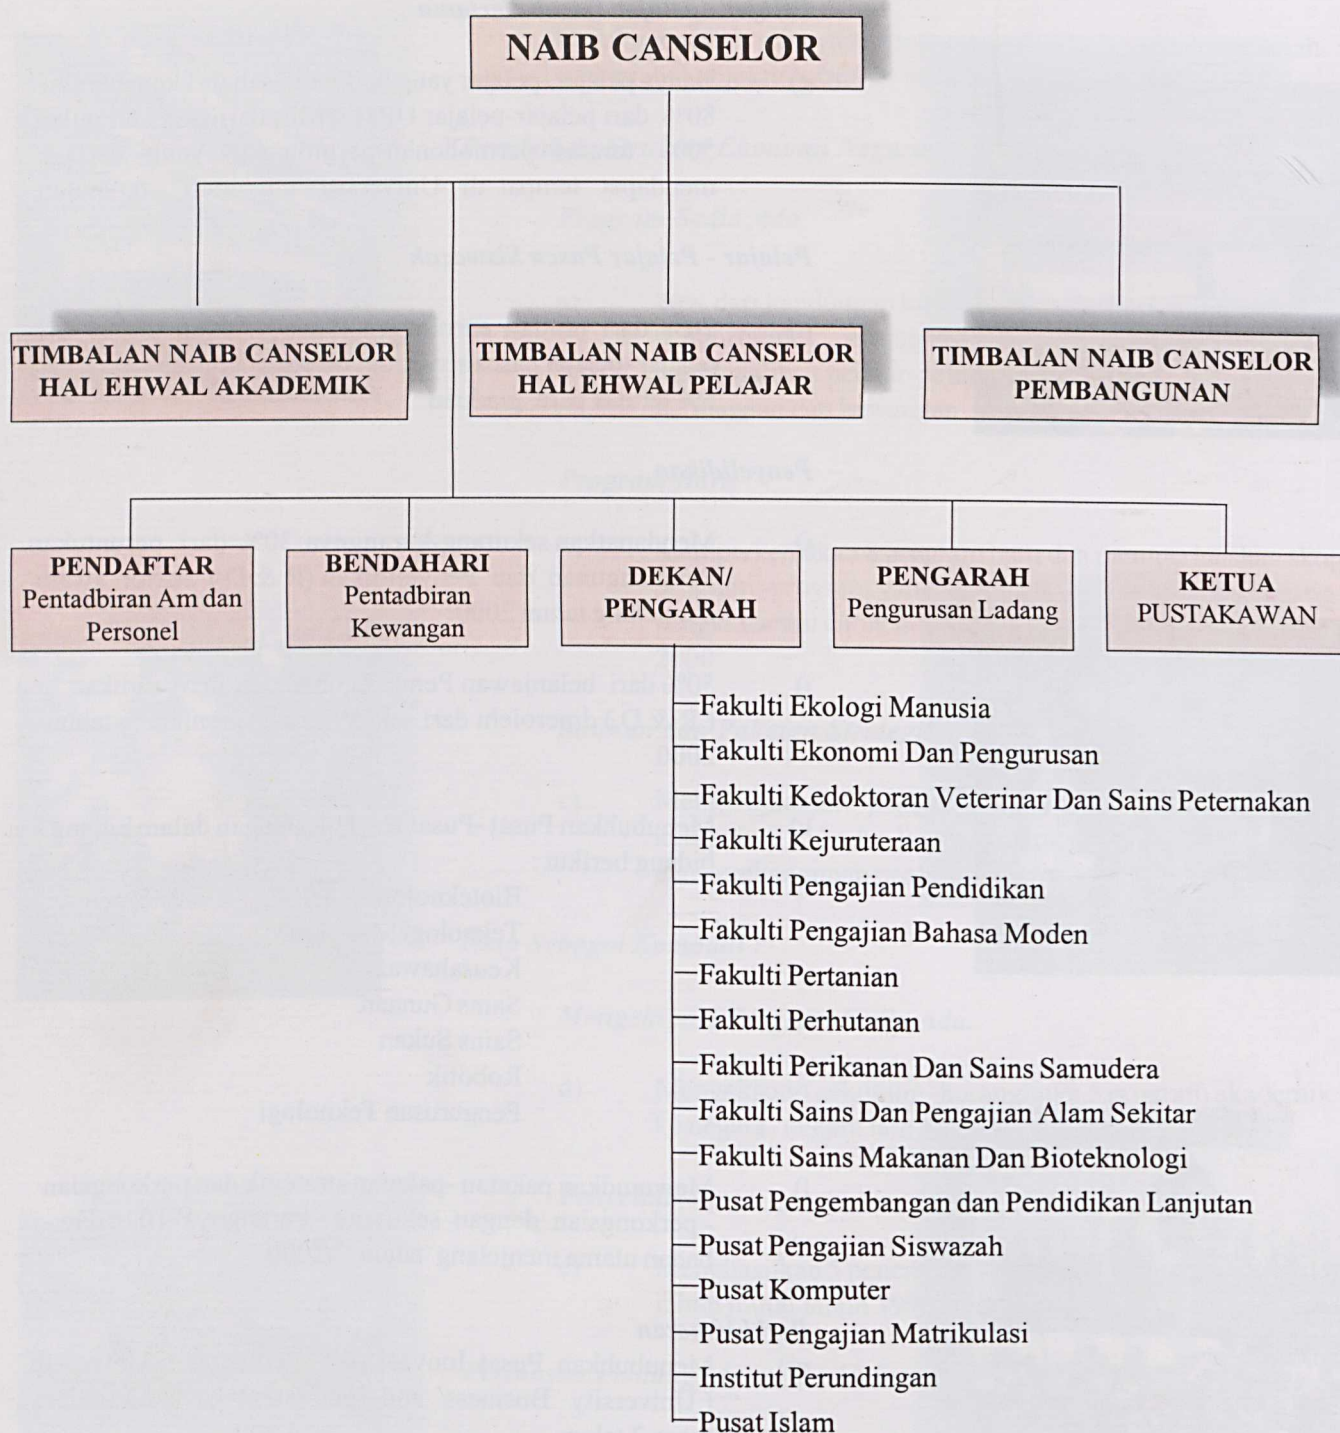 NAIB CANSELOR
TIMBALAN NAIB CANSELOR
HAL EHWAL AKADEMIK
TIMBALAN NAIB CANSELOR
HAL EHWAL PELAJAR
TIMBALAN NAIB CANSELOR
PEMBANGUNAN
PENDAFTAR
Pentadbiran Am dan
Personel
BENDAHARI
Pentadbiran
Kewangan
DEKAN/
PENGARAH
PENGARAH
Pengurusan Ladang
KETUA
PUSTAKAWAN
Fakulti Ekologi Manusia
Fakulti Ekonomi Dan Pengurusan
Fakulti Kedoktoran Veterinar Dan Sains Peternakan
Fakulti Kejuruteraan
Fakulti Pengajian Pendidikan
Fakulti Pengajian Bahasa Moden
Fakulti Pertanian
Fakulti Perhutanan
Fakulti Perikanan Dan Sains Samudera
Fakulti Sains Dan Pengajian Alam Sekitar
Fakulti Sains Makanan Dan Bioteknologi
Pusat Pengembangan dan Pendidikan Lanjutan
Pusat Pengajian Siswazah
Pusat Komputer
Pusat Pengajian Matrikulasi
Institut Perundingan
Pusat Islam